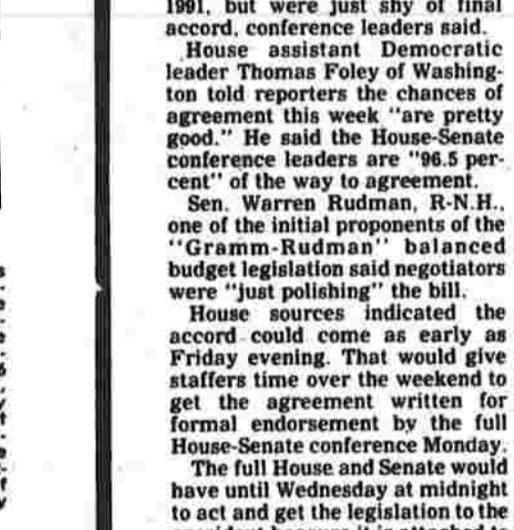 1991, but were just shy of final
accord, conference leaders said.
House assistant Democratic
leader Thomas Foley of Washing-
ton told reporters the chances of
agreement this week "are pretty
good." He said the House-Senate
conference leaders are "96.5 per-
cent" of the way to agreement.
Sen. Warren Rudman, R-N.H.,
one of the initial proponents of the
"Gramm-Rudman" balanced
budget legislation said negotiators
were "just polishing" the bill.
House sources indicated the
accord could come as early as
Friday evening. That would give
staffers time over the weekend to
get the agreement written for
formal endorsement by the full
House-Senate conference Monday.
The full House and Senate would
have until Wednesday at midnight
to act and get the legislation to the